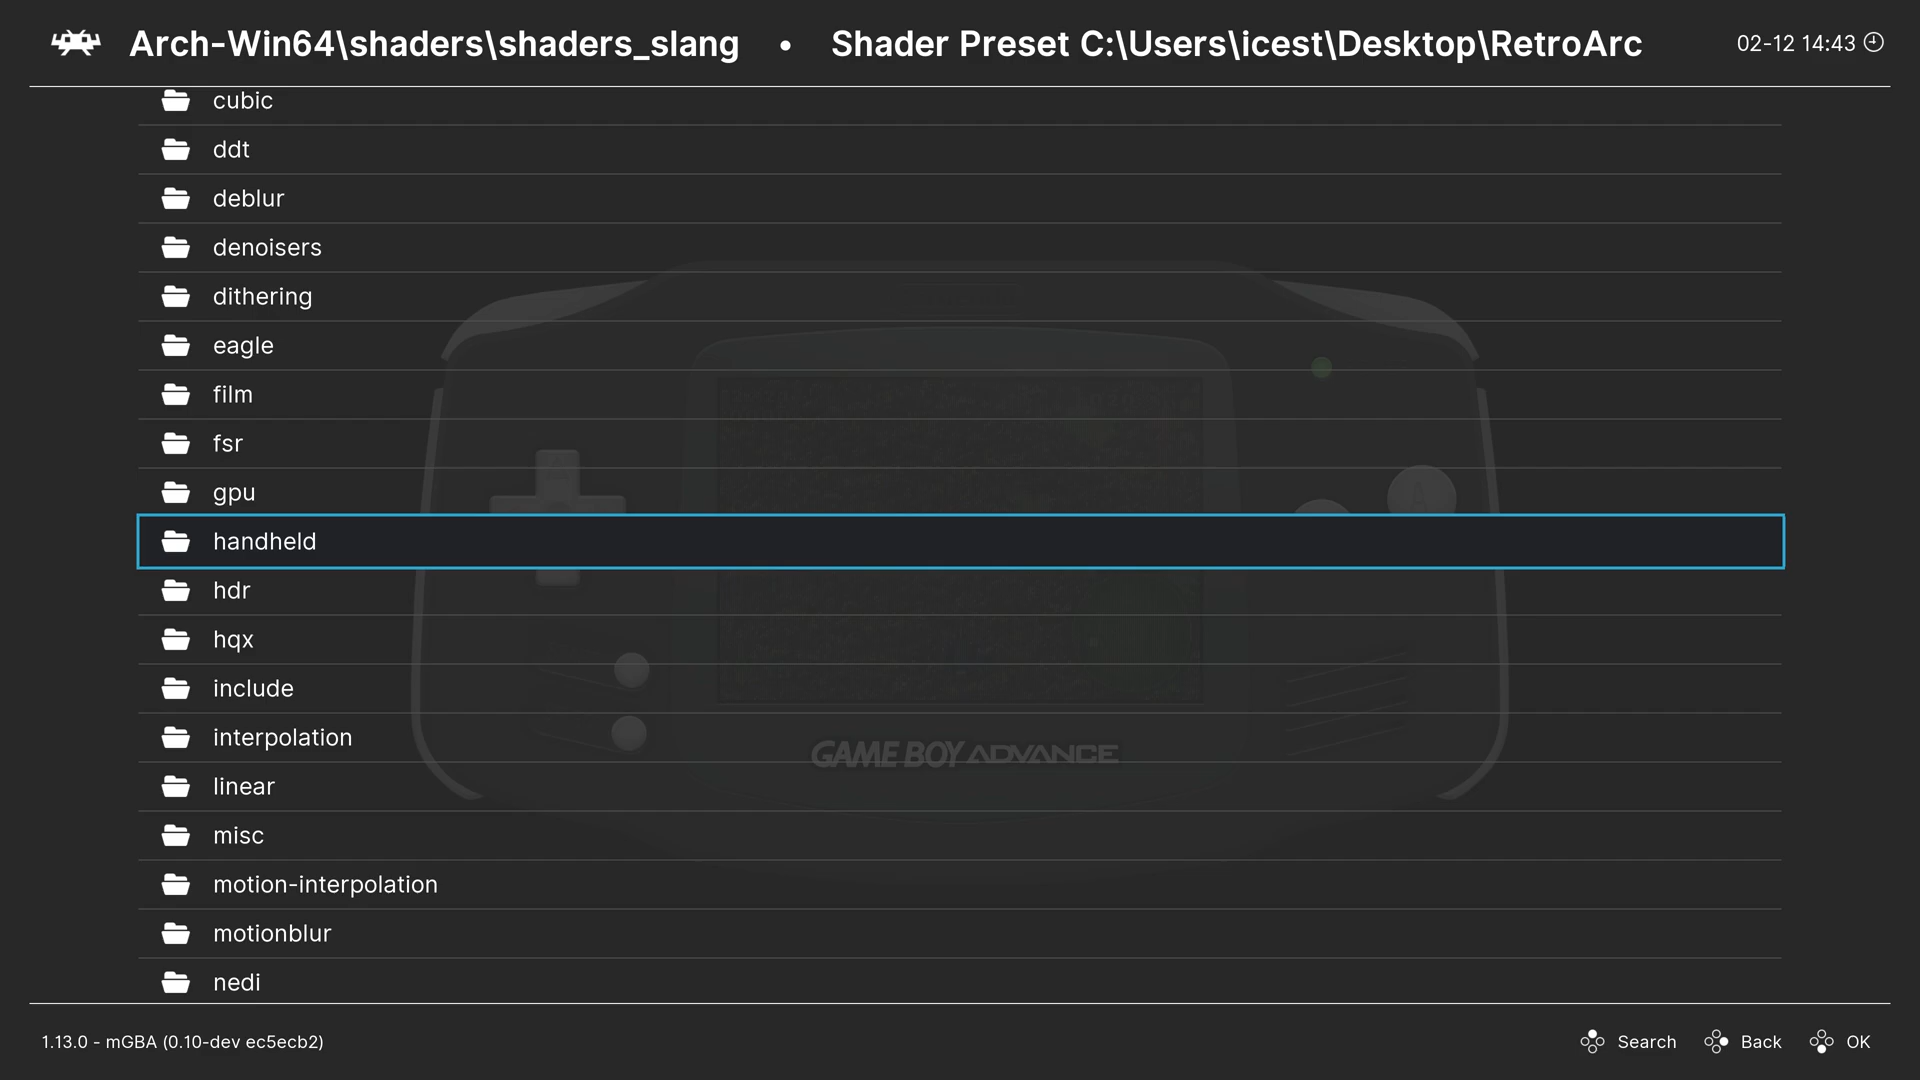 Arch-Win64\shaders\shaders_slang • Shader Preset C:\Users\icest\Desktop\RetroArc
02-12 14:43
cubic
ddt
deblur
denoisers
dithering
eagle
film
fsr
gpu
handheld
hdr
hqx
include
interpolation
linear
misc
motion-interpolation
motionblur
nedi
A
GAME BOY ADVANCE
1.13.0 - mGBA (0.10-dev ec5ecb2)
Search Back OK